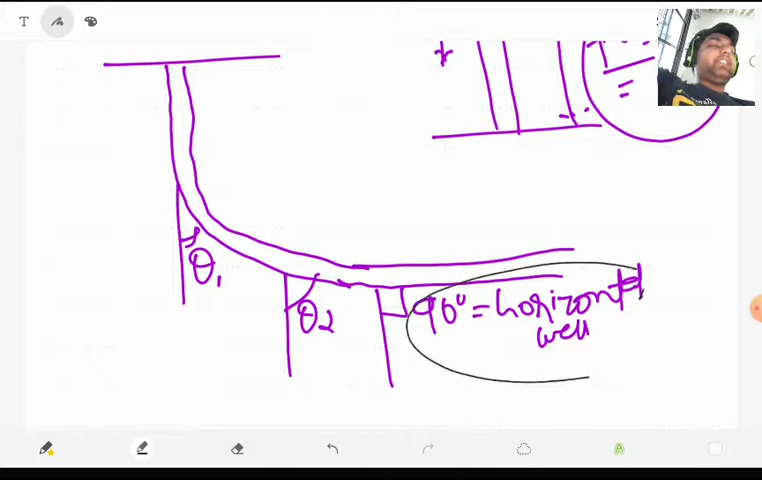 T
θ₁
θ₂
90° = horizontal
well
A